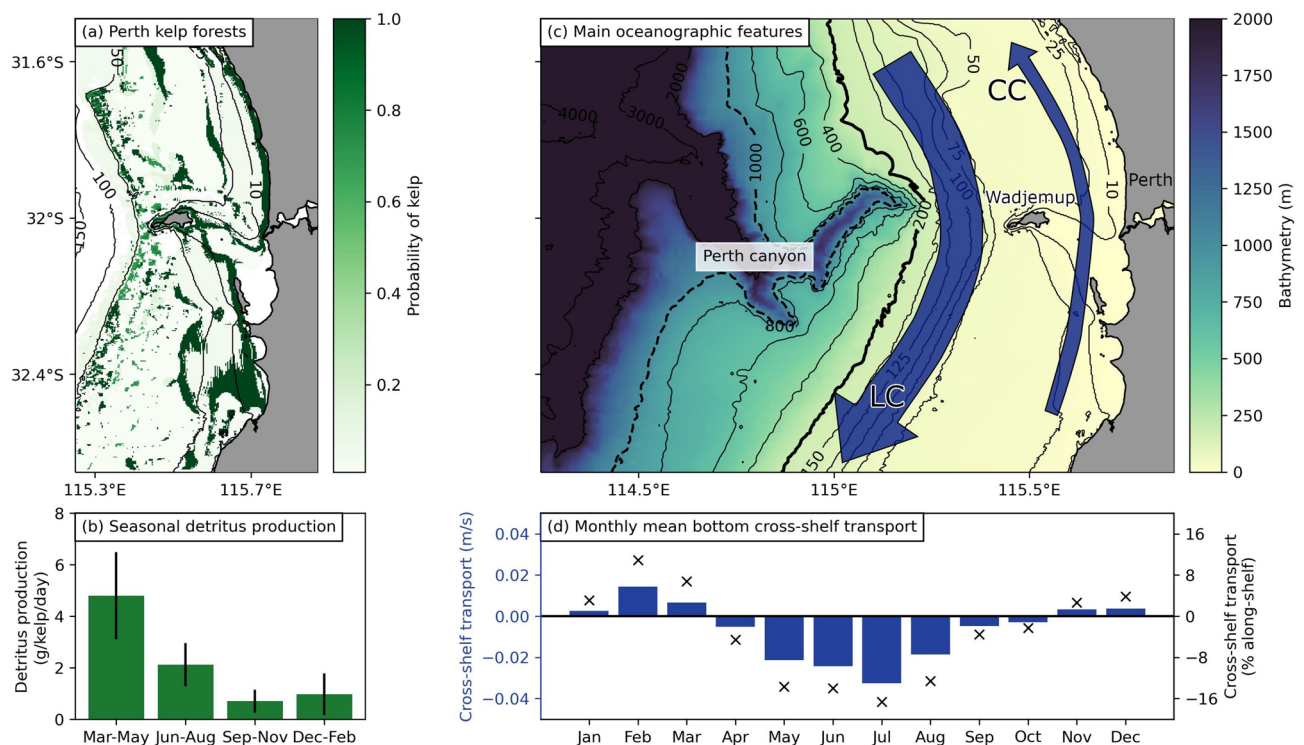 (a) Perth kelp forests
31.6°S
32°S
32.4°S
115.3°E
115.7°E
50
100
150
10
1.0
0.8
0.6
0.4
0.2
Probability of kelp
(c) Main oceanographic features
4000
3000
2000
1000
600
400
50
25
75
100
10
200
800
125
150
CC
LC
Wadjemup
Perth
Perth canyon
114.5°E
115°E
115.5°E
2000
1750
1500
1250
1000
750
500
250
0
Bathymetry (m)
(b) Seasonal detritus production
Detritus production
(g/kelp/day)
8
6
4
2
0
Mar-May
Jun-Aug
Sep-Nov
Dec-Feb
(d) Monthly mean bottom cross-shelf transport
Cross-shelf transport (m/s)
0.04
0.02
0.00
−0.02
−0.04
Jan
Feb
Mar
Apr
May
Jun
Jul
Aug
Sep
Oct
Nov
Dec
16
8
0
−8
−16
Cross-shelf transport
(% along-shelf)